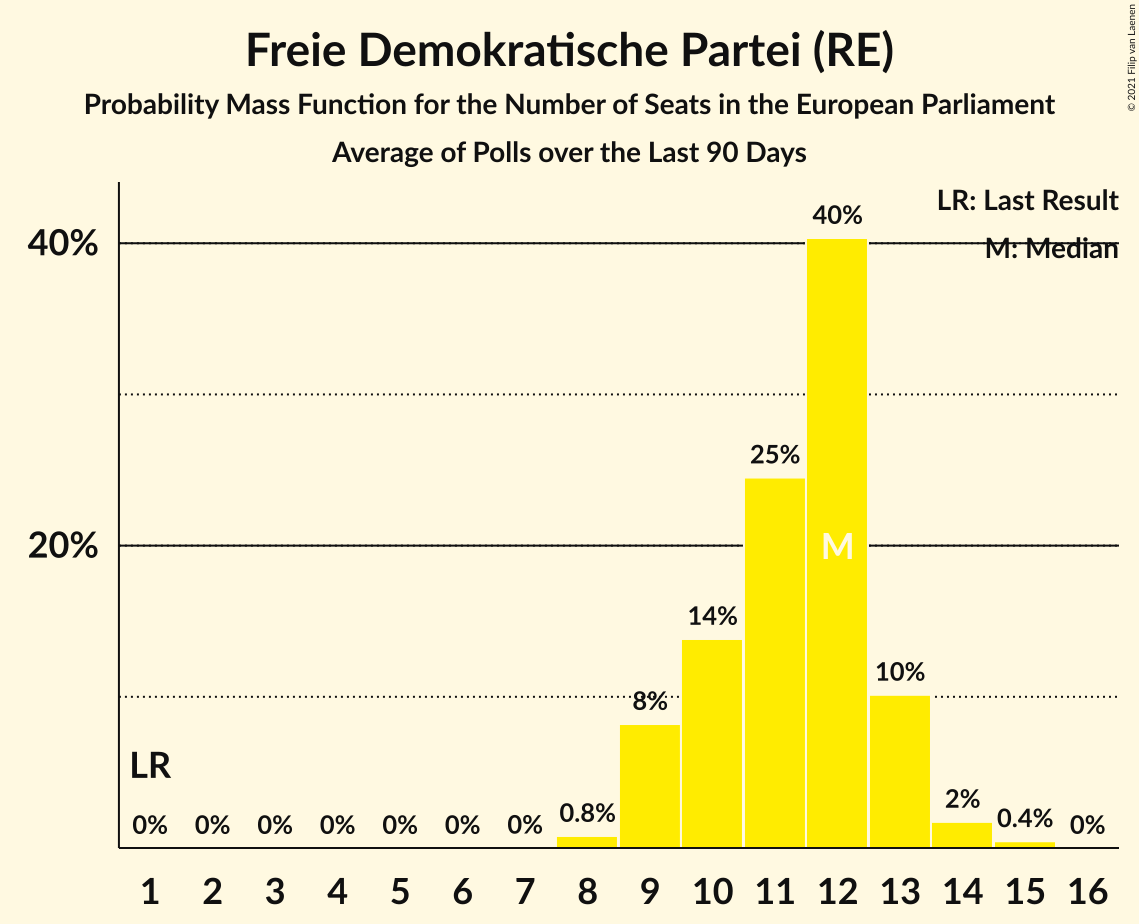 Freie Demokratische Partei (RE)
Probability Mass Function for the Number of Seats in the European Parliament
Average of Polls over the Last 90 Days
© 2021 Filip van Laenen
LR: Last Result
M: Median
40%
20%
40%
25%
14%
10%
8%
2%
0.8%
0.4%
0% 0% 0% 0% 0% 0% 0% 0%
LR
M
1 2 3 4 5 6 7 8 9 10 11 12 13 14 15 16